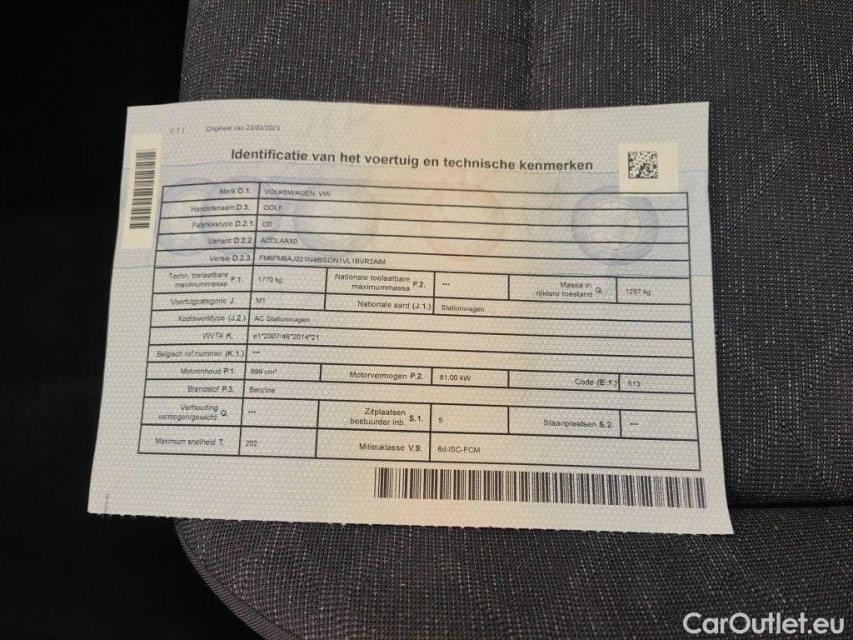 (I1) Origineel van 23/03/2023
Identificatie van het voertuig en technische kenmerken
Merk D.1. VOLKSWAGEN, VW
Handelsnaam D.3. GOLF
Fabriekstype D.2.1 CD
Variant D.2.2 ACDLAAX0
Versie D.2.3.
Techn. toelaatbare maximummassa F.1. 1770 kg Nationale toelaatbare maximummassa F.2. --- Massa in rijklare toestand G. 1297 kg
Voertuigcategorie J. M1 Nationale aard (J.1.) Stationwagen
Koetswerktype (J.2.) AC Stationwagen
WVTA K. e1*2007/46*2014*21
Belgisch ref.nummer (K.1.) ---
Motorinhoud P.1. 999 cm³ Motorvermogen P.2. 81,00 kW Code (E.1.) 513
Brandstof P.3. Benzine
Verhouding vermogen/gewicht Q. --- Zitplaatsen bestuurder inb. S.1. 5 Staanplaatsen S.2. ---
Maximum snelheid T. 202 Milieuklasse V.9. 6d-ISC-FCM
CarOutlet.eu